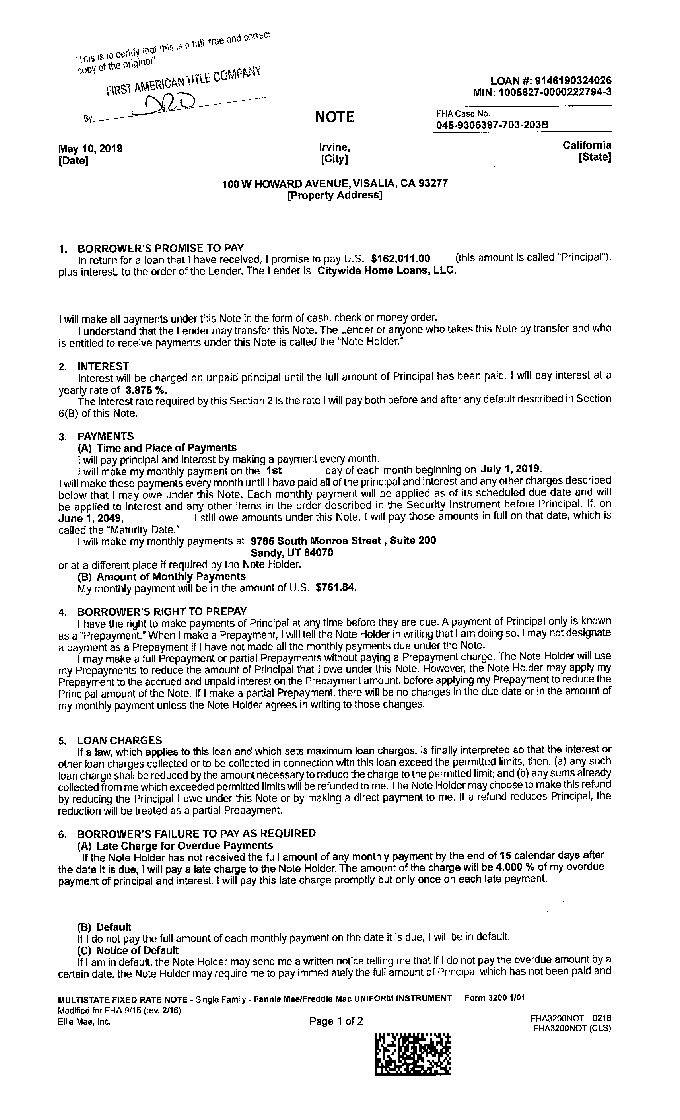 "This is to certify that this is a full true and correct
copy of the original"
FIRST AMERICAN TITLE COMPANY
By
LOAN #: 9146190324026
MIN: 1005627-0000222794-3
NOTE
FHA Case No.
045-9305397-703-203B
May 10, 2019
[Date]
Irvine,
[City]
California
[State]
100 W HOWARD AVENUE, VISALIA, CA 93277
[Property Address]
1. BORROWER'S PROMISE TO PAY
In return for a loan that I have received, I promise to pay U.S. $162,011.00 (this amount is called "Principal"),
plus interest to the order of the Lender. The Lender is Citywide Home Loans, LLC.
I will make all payments under this Note in the form of cash, check or money order.
I understand that the Lender may transfer this Note. The Lender or anyone who takes this Note by transfer and who
is entitled to receive payments under this Note is called the "Note Holder."
2. INTEREST
Interest will be charged on unpaid principal until the full amount of Principal has been paid. I will pay interest at a
yearly rate of 3.875 %.
The interest rate required by this Section 2 is the rate I will pay both before and after any default described in Section
6(B) of this Note.
3. PAYMENTS
(A) Time and Place of Payments
I will pay principal and interest by making a payment every month.
I will make my monthly payment on the 1st day of each month beginning on July 1, 2019.
I will make these payments every month until I have paid all of the principal and interest and any other charges described
below that I may owe under this Note. Each monthly payment will be applied as of its scheduled due date and will
be applied to Interest and any other items in the order described in the Security Instrument before Principal. If, on
June 1, 2049, I still owe amounts under this Note, I will pay those amounts in full on that date, which is
called the "Maturity Date."
I will make my monthly payments at 9785 South Monroe Street , Suite 200
Sandy, UT 84070
or at a different place if required by the Note Holder.
(B) Amount of Monthly Payments
My monthly payment will be in the amount of U.S. $761.84.
4. BORROWER'S RIGHT TO PREPAY
I have the right to make payments of Principal at any time before they are due. A payment of Principal only is known
as a "Prepayment." When I make a Prepayment, I will tell the Note Holder in writing that I am doing so. I may not designate
a payment as a Prepayment if I have not made all the monthly payments due under the Note.
I may make a full Prepayment or partial Prepayments without paying a Prepayment charge. The Note Holder will use
my Prepayments to reduce the amount of Principal that I owe under this Note. However, the Note Holder may apply my
Prepayment to the accrued and unpaid interest on the Prepayment amount, before applying my Prepayment to reduce the
Principal amount of the Note. If I make a partial Prepayment, there will be no changes in the due date or in the amount of
my monthly payment unless the Note Holder agrees in writing to those changes.
5. LOAN CHARGES
If a law, which applies to this loan and which sets maximum loan charges, is finally interpreted so that the interest or
other loan charges collected or to be collected in connection with this loan exceed the permitted limits, then: (a) any such
loan charge shall be reduced by the amount necessary to reduce the charge to the permitted limit; and (b) any sums already
collected from me which exceeded permitted limits will be refunded to me. The Note Holder may choose to make this refund
by reducing the Principal I owe under this Note or by making a direct payment to me. If a refund reduces Principal, the
reduction will be treated as a partial Prepayment.
6. BORROWER'S FAILURE TO PAY AS REQUIRED
(A) Late Charge for Overdue Payments
If the Note Holder has not received the full amount of any monthly payment by the end of 15 calendar days after
the date it is due, I will pay a late charge to the Note Holder. The amount of the charge will be 4.000 % of my overdue
payment of principal and interest. I will pay this late charge promptly but only once on each late payment.
(B) Default
If I do not pay the full amount of each monthly payment on the date it is due, I will be in default.
(C) Notice of Default
If I am in default, the Note Holder may send me a written notice telling me that if I do not pay the overdue amount by a
certain date, the Note Holder may require me to pay immediately the full amount of Principal which has not been paid and
MULTISTATE FIXED RATE NOTE - Single Family - Fannie Mae/Freddie Mac UNIFORM INSTRUMENT Form 3200 1/01
Modified for FHA 9/15 (rev. 2/16)
Ellie Mae, Inc.
Page 1 of 2
FHA3200NOT 0216
FHA3200NOT (CLS)